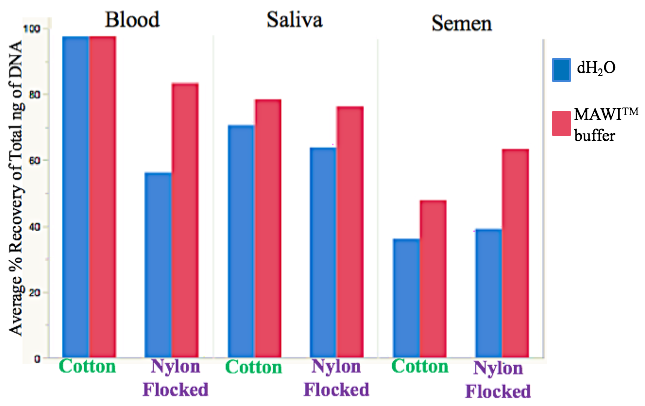 Blood
Saliva
Semen
Average % Recovery of Total ng of DNA
100
80
60
40
20
0
Cotton
Nylon
Flocked
Cotton
Nylon
Flocked
Cotton
Nylon
Flocked
dH₂O
MAWI™
buffer